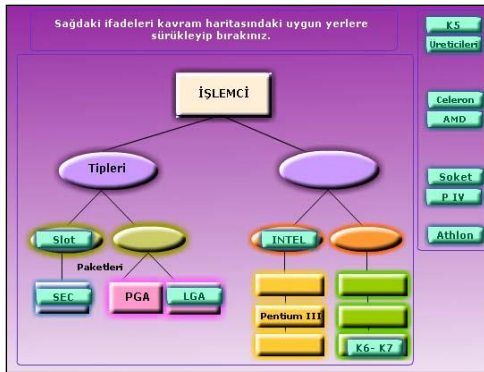 Sağdaki ifadeleri kavram haritasındaki uygun yerlere
sürükleyip bırakınız.
K5
Üreticileri
İŞLEMCİ
Celeron
AMD
Tipleri
Soket
P IV
Slot
INTEL
Athlon
Paketleri
SEC
PGA
LGA
Pentium III
K6- K7